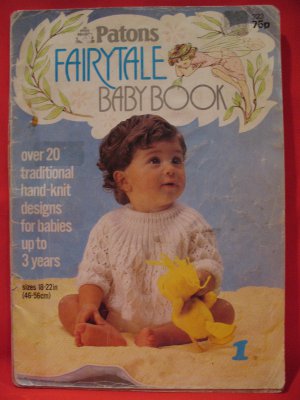 Patons
FAIRYTALE
BABY BOOK
75p
over 20
traditional
hand-knit
designs
for babies
up to
3 years
sizes 18-22in
(46-56cm)
1